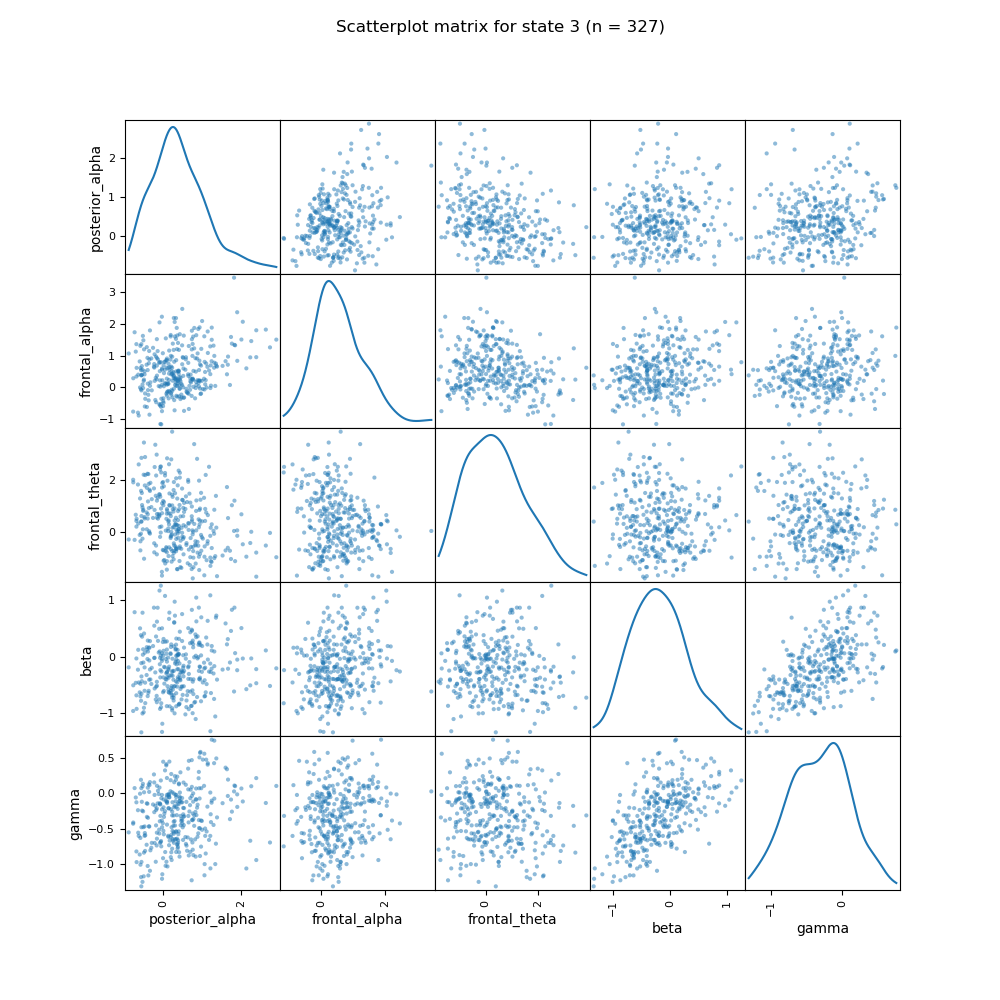 Scatterplot matrix for state 3 (n = 327)
posterior_alpha
2
1
0
frontal_alpha
3
2
1
0
−1
frontal_theta
2
0
beta
1
0
−1
gamma
0.5
0.0
−0.5
−1.0
0 2 0 2 0 2 −1 0 1 −1 0
posterior_alpha frontal_alpha frontal_theta beta gamma